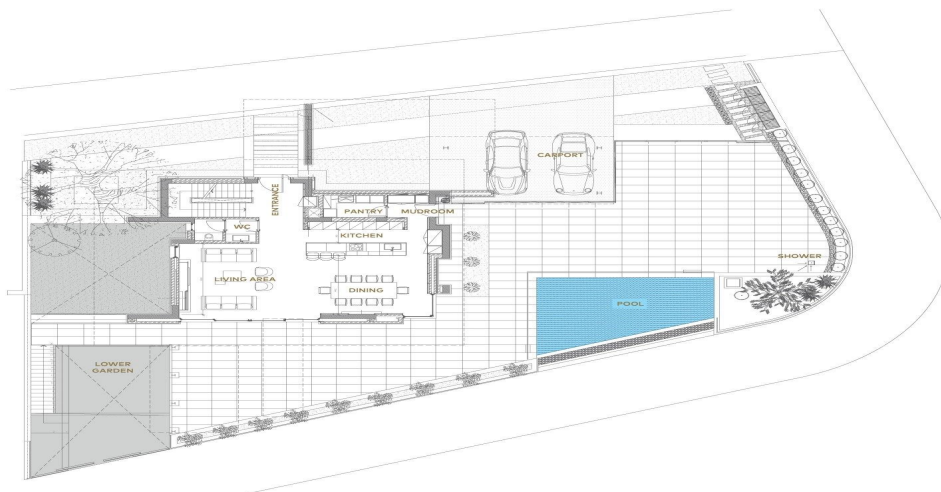 CARPORT
ENTRANCE
PANTRY
MUDROOM
WC
KITCHEN
SHOWER
LIVING AREA
DINING
POOL
LOWER
GARDEN